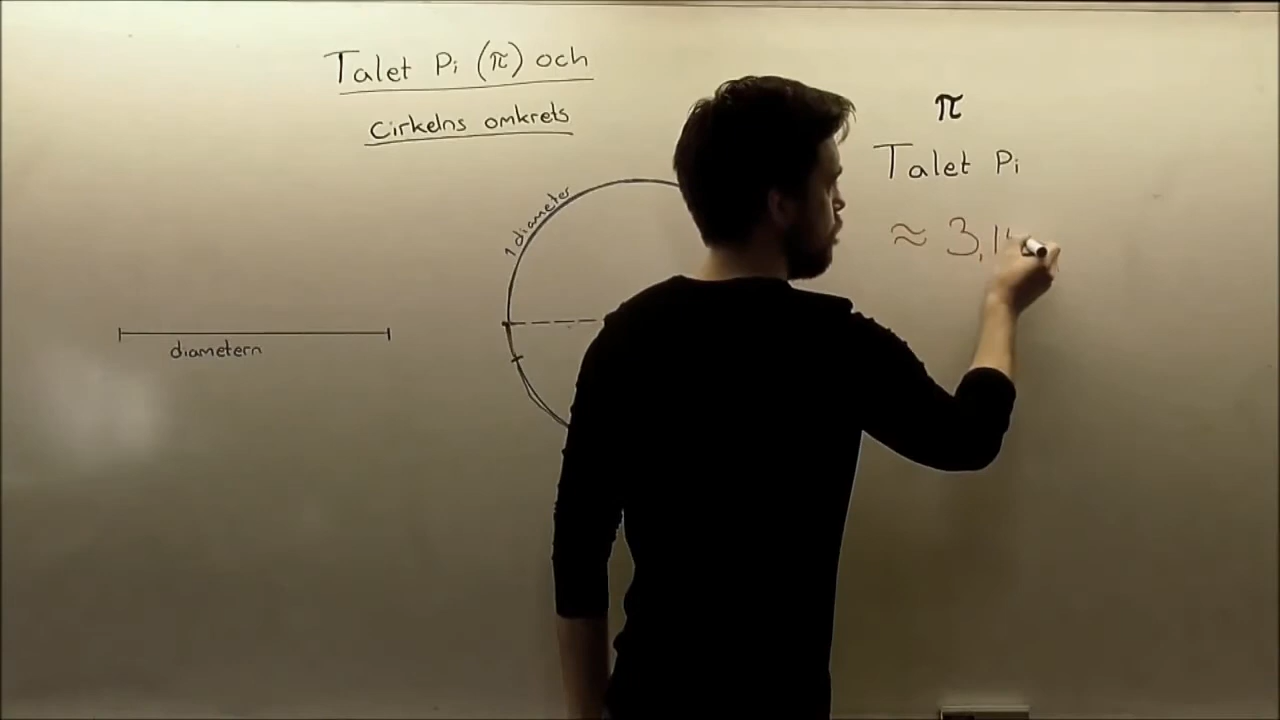 Talet Pi (π) och
Cirkelns omkrets
1 diameter
diametern
π
Talet Pi
≈ 3,1